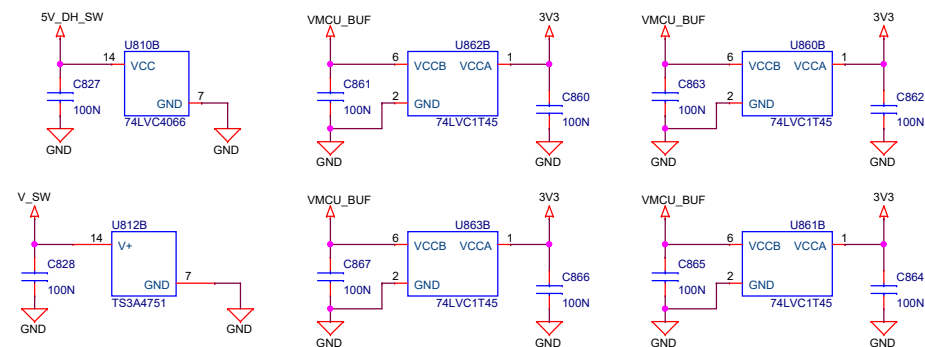 5V_DH_SW
U810B
14
VCC
C827
100N
GND
7
74LVC4066
GND
GND
VMCU_BUF
3V3
U862B
6
VCCB
VCCA
1
C861
2
GND
C860
100N
100N
74LVC1T45
GND
GND
VMCU_BUF
3V3
U860B
6
VCCB
VCCA
1
C863
2
GND
C862
100N
100N
74LVC1T45
GND
GND
V_SW
U812B
14
V+
C828
7
GND
100N
TS3A4751
GND
GND
VMCU_BUF
3V3
U863B
6
VCCB
VCCA
1
C867
2
GND
C866
100N
100N
74LVC1T45
GND
GND
VMCU_BUF
3V3
U861B
6
VCCB
VCCA
1
C865
2
GND
C864
100N
100N
74LVC1T45
GND
GND